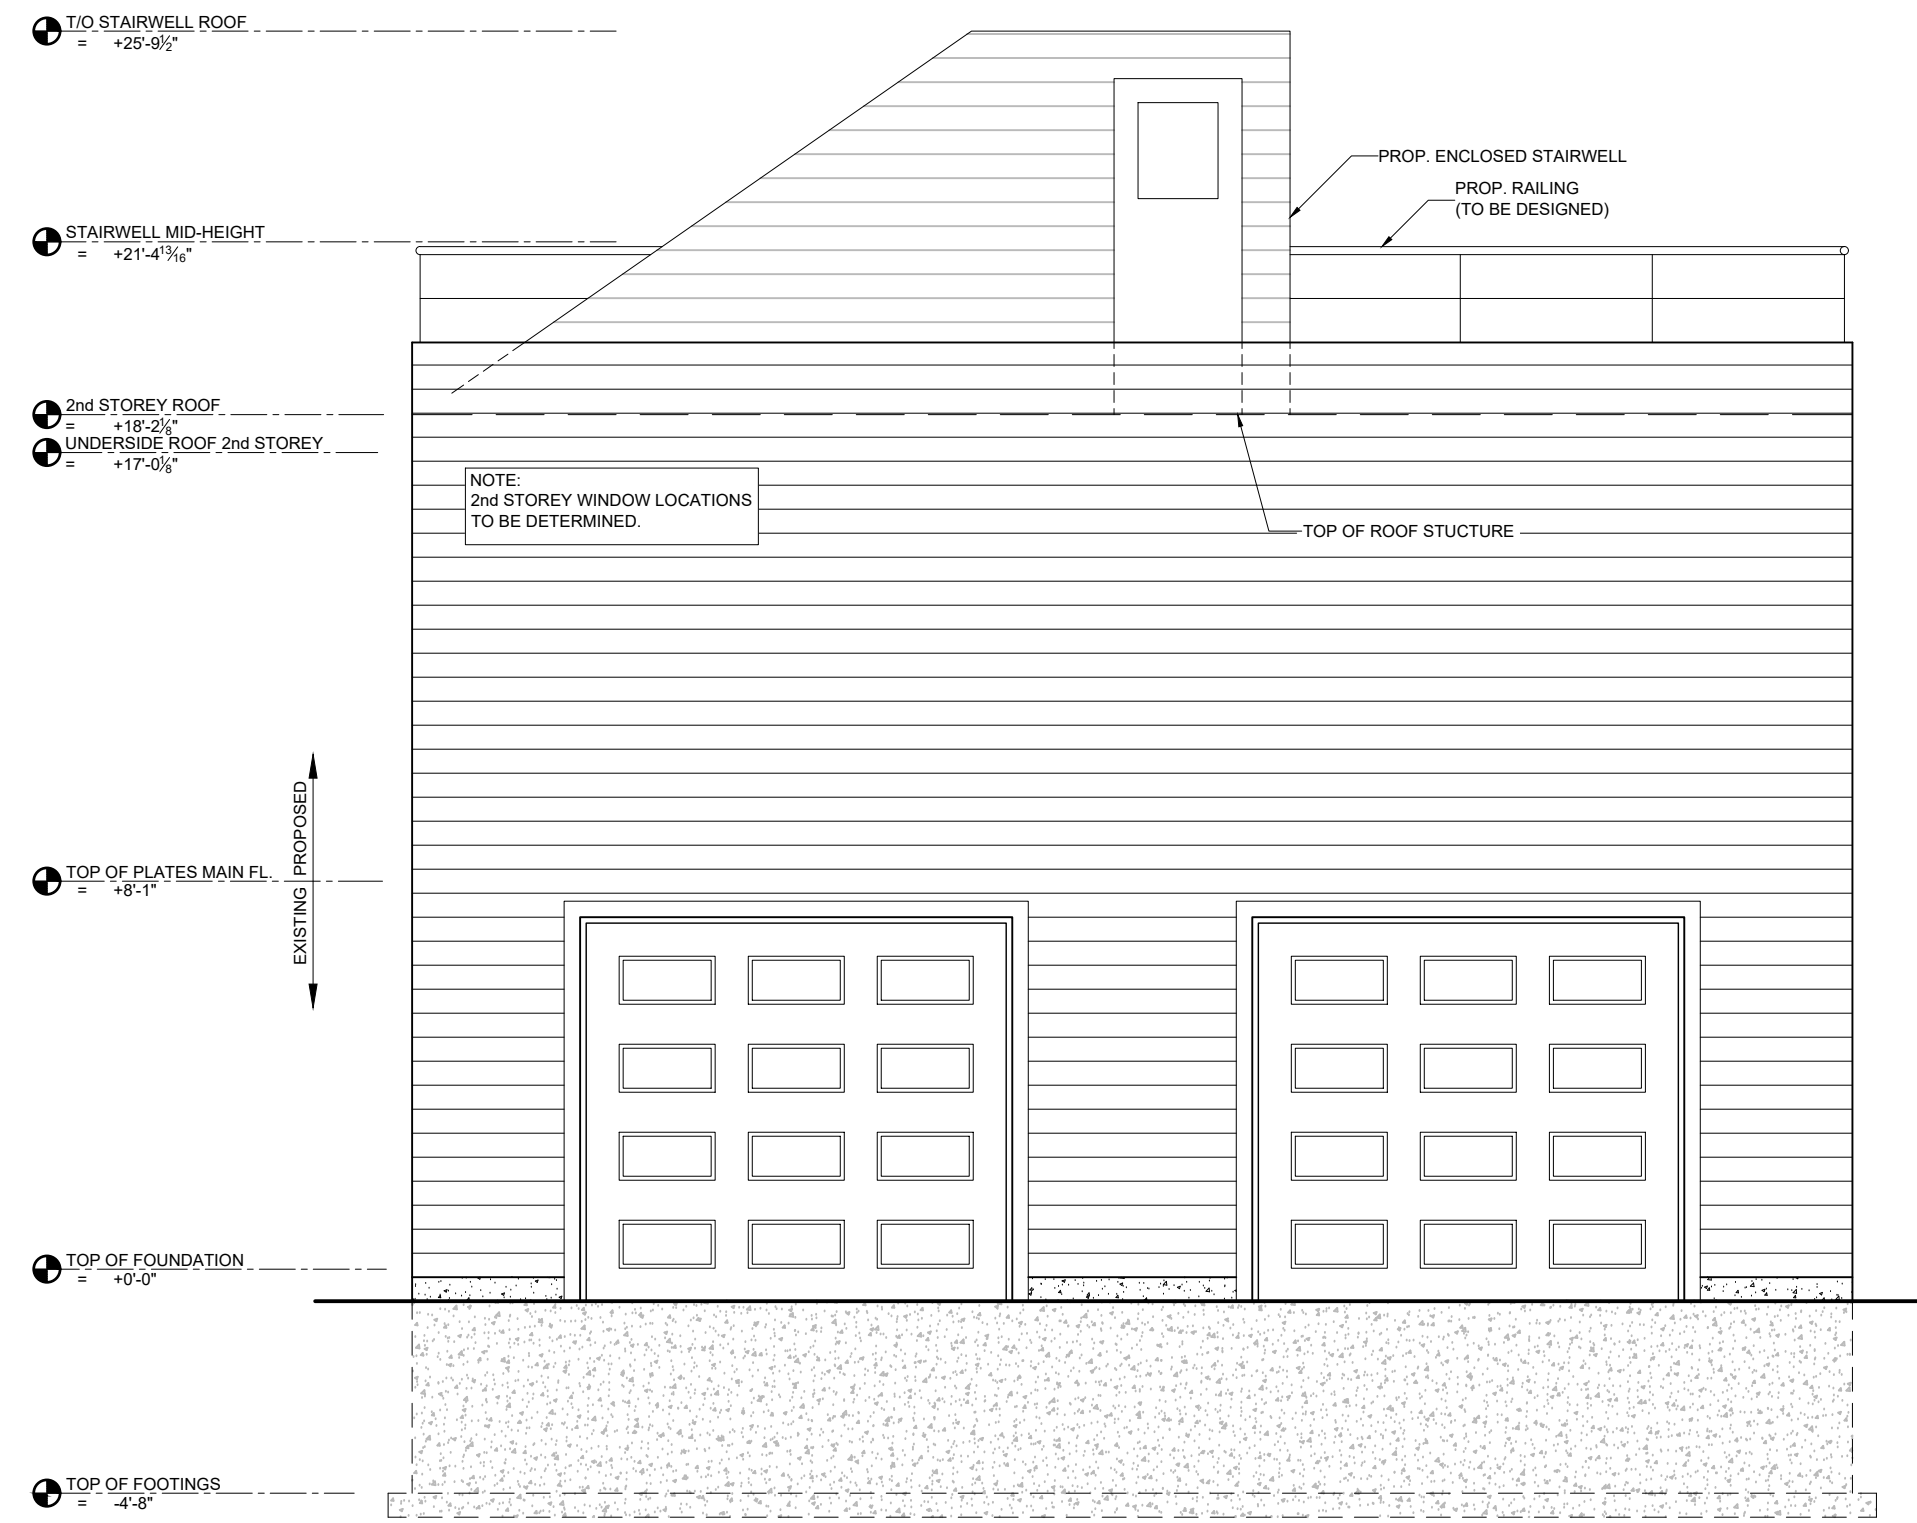 T/O STAIRWELL ROOF
= +25'-9½"
PROP. ENCLOSED STAIRWELL
PROP. RAILING
(TO BE DESIGNED)
STAIRWELL MID-HEIGHT
= +21'-4¹³⁄₁₆"
2nd STOREY ROOF
= +18'-2⅛"
UNDERSIDE ROOF 2nd STOREY
= +17'-0⅛"
NOTE:
2nd STOREY WINDOW LOCATIONS
TO BE DETERMINED.
TOP OF ROOF STUCTURE
EXISTING PROPOSED
TOP OF PLATES MAIN FL.
= +8'-1"
TOP OF FOUNDATION
= +0'-0"
TOP OF FOOTINGS
= -4'-8"